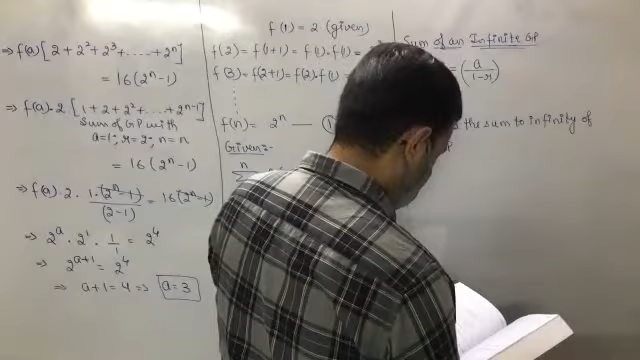 ⇒ f(a)[2+2²+2³+.....+2ⁿ]
= 16(2ⁿ-1)
⇒ f(a)·2[1+2+2²+...+2ⁿ⁻¹]
Sum of GP with
a=1; r=2; n=n
= 16(2ⁿ-1)
⇒ f(a)·2·1·(2ⁿ-1)/(2-1) = 16(2ⁿ-1)
⇒ 2ᵃ·2¹·1/1 = 2⁴
⇒ 2ᵃ⁺¹ = 2⁴
⇒ a+1=4 ⇒ a=3
f(1) = 2 (given)
f(2) = f(1+1) = f(1)·f(1) =
f(3) = f(2+1) = f(2)·f(1) =
f(n) = 2ⁿ — 1
Given:-
n
Σ
Sum of an Infinite GP
= (a/(1-r))
the sum to infinity of